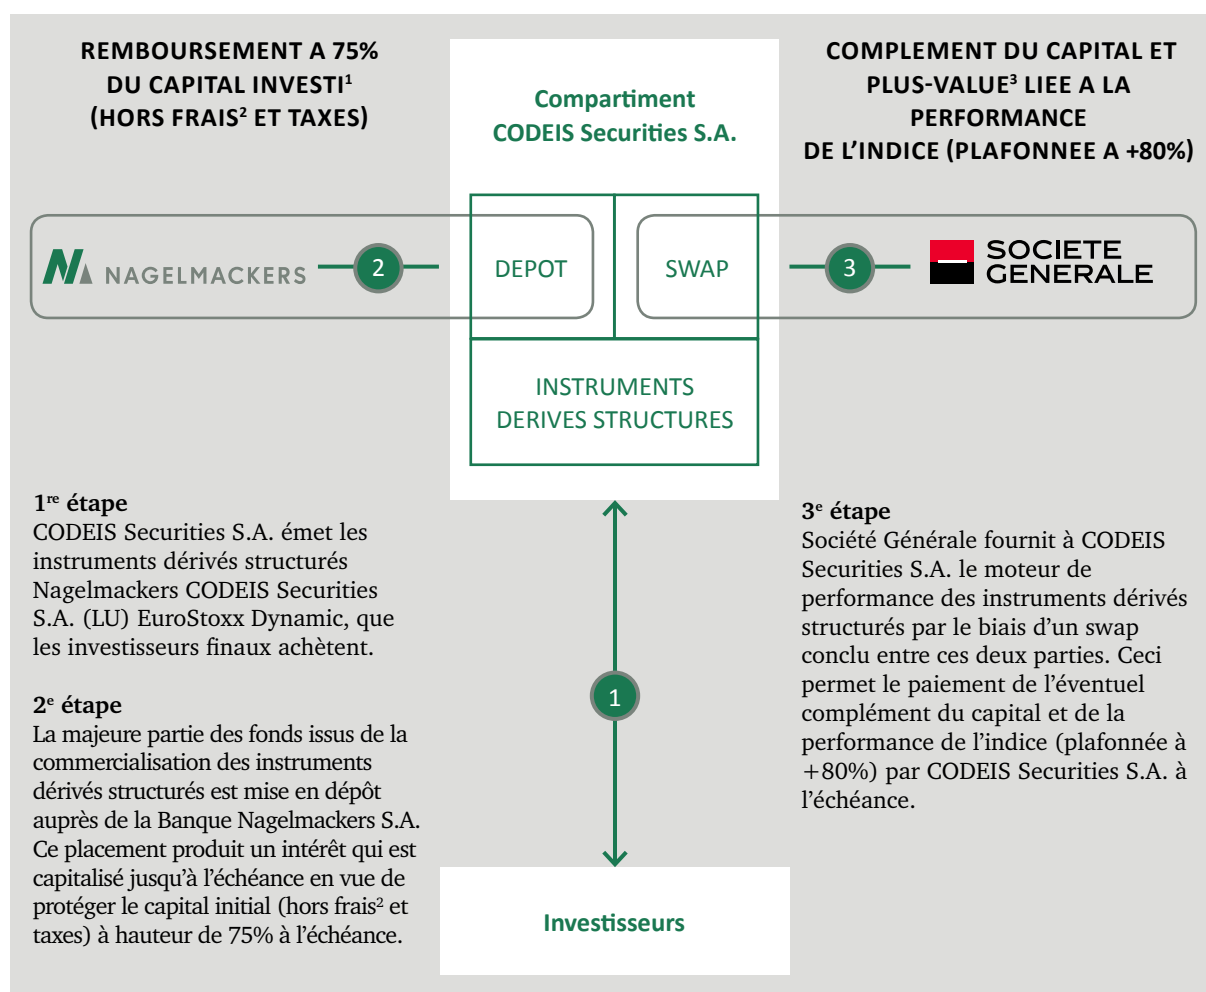 REMBOURSEMENT A 75%
DU CAPITAL INVESTI¹
(HORS FRAIS² ET TAXES)
Compartiment
CODEIS Securities S.A.
COMPLEMENT DU CAPITAL ET
PLUS-VALUE³ LIEE A LA
PERFORMANCE
DE L’INDICE (PLAFONNEE A +80%)
NAGELMACKERS
2
DEPOT
SWAP
3
SOCIETE
GENERALE
INSTRUMENTS
DERIVES STRUCTURES
1ʳᵉ étape
CODEIS Securities S.A. émet les
instruments dérivés structurés
Nagelmackers CODEIS Securities
S.A. (LU) EuroStoxx Dynamic, que
les investisseurs finaux achètent.
2ᵉ étape
La majeure partie des fonds issus de la
commercialisation des instruments
dérivés structurés est mise en dépôt
auprès de la Banque Nagelmackers S.A.
Ce placement produit un intérêt qui est
capitalisé jusqu’à l’échéance en vue de
protéger le capital initial (hors frais² et
taxes) à hauteur de 75% à l’échéance.
1
3ᵉ étape
Société Générale fournit à CODEIS
Securities S.A. le moteur de
performance des instruments dérivés
structurés par le biais d’un swap
conclu entre ces deux parties. Ceci
permet le paiement de l’éventuel
complément du capital et de la
performance de l’indice (plafonnée à
+80%) par CODEIS Securities S.A. à
l’échéance.
Investisseurs